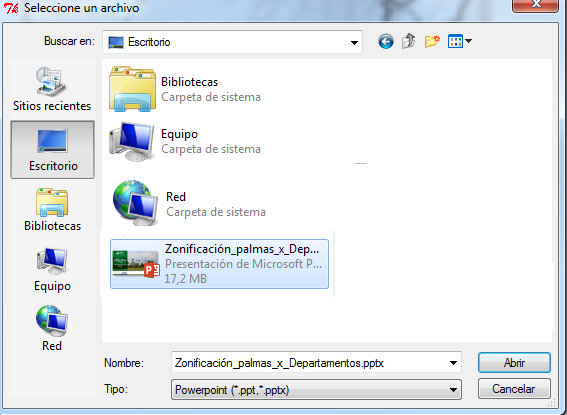 Seleccione un archivo
Buscar en:
Escritorio
Sitios recientes
Escritorio
Bibliotecas
Equipo
Red
Bibliotecas
Carpeta de sistema
Equipo
Carpeta de sistema
Red
Carpeta de sistema
Zonificación_palmas_x_Dep...
Presentación de Microsoft P...
17,2 MB
Nombre:
Zonificación_palmas_x_Departamentos.pptx
Abrir
Tipo:
Powerpoint (*.ppt,*.pptx)
Cancelar